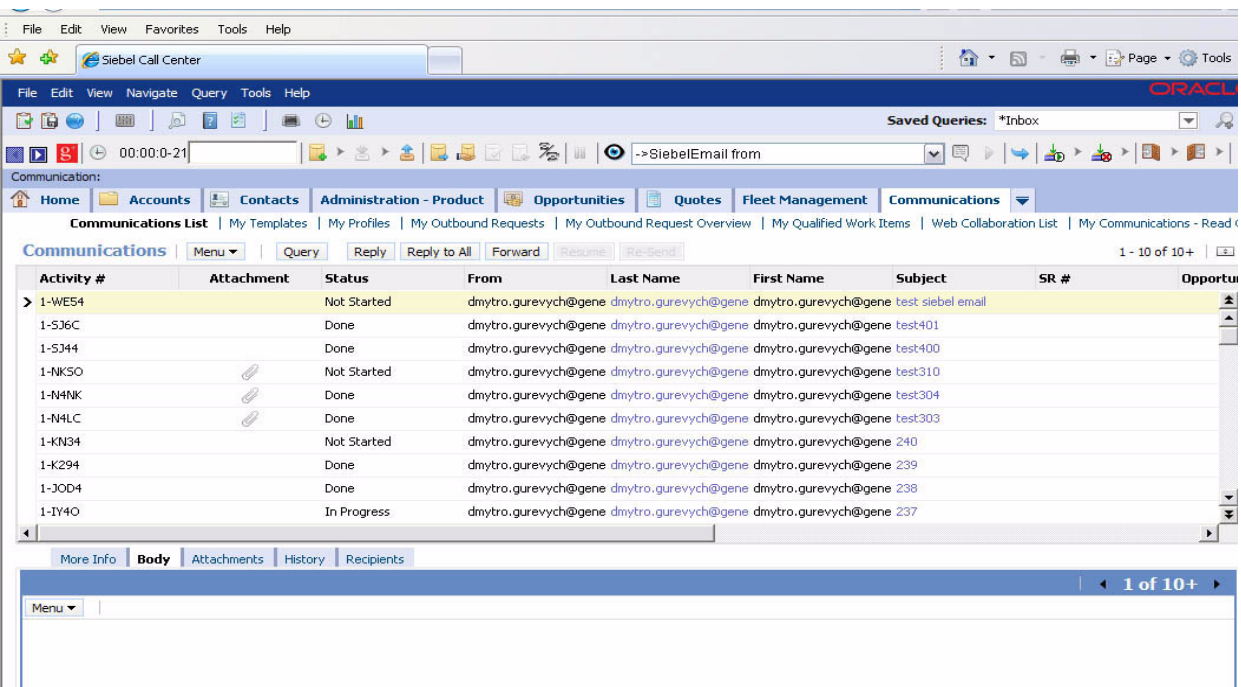 File Edit View Favorites Tools Help
Siebel Call Center
Page Tools
File Edit View Navigate Query Tools Help
Saved Queries: *Inbox
00:00:0-21 ->SiebelEmail from
Communication:
Home Accounts Contacts Administration - Product Opportunities Quotes Fleet Management Communications
Communications List | My Templates | My Profiles | My Outbound Requests | My Outbound Request Overview | My Qualified Work Items | Web Collaboration List | My Communications - Read
Communications Menu Query Reply Reply to All Forward Resume Re-Send 1 - 10 of 10+
Activity # Attachment Status From Last Name First Name Subject SR # Opportu
1-WE54 Not Started dmytro.gurevych@gene dmytro.gurevych@gene dmytro.gurevych@gene test siebel email
1-SJ6C Done dmytro.gurevych@gene dmytro.gurevych@gene dmytro.gurevych@gene test401
1-SJ44 Done dmytro.gurevych@gene dmytro.gurevych@gene dmytro.gurevych@gene test400
1-NKSO Not Started dmytro.gurevych@gene dmytro.gurevych@gene dmytro.gurevych@gene test310
1-N4NK Done dmytro.gurevych@gene dmytro.gurevych@gene dmytro.gurevych@gene test304
1-N4LC Done dmytro.gurevych@gene dmytro.gurevych@gene dmytro.gurevych@gene test303
1-KN34 Not Started dmytro.gurevych@gene dmytro.gurevych@gene dmytro.gurevych@gene 240
1-K294 Done dmytro.gurevych@gene dmytro.gurevych@gene dmytro.gurevych@gene 239
1-JOD4 Done dmytro.gurevych@gene dmytro.gurevych@gene dmytro.gurevych@gene 238
1-IY4O In Progress dmytro.gurevych@gene dmytro.gurevych@gene dmytro.gurevych@gene 237
More Info Body Attachments History Recipients
1 of 10+
Menu